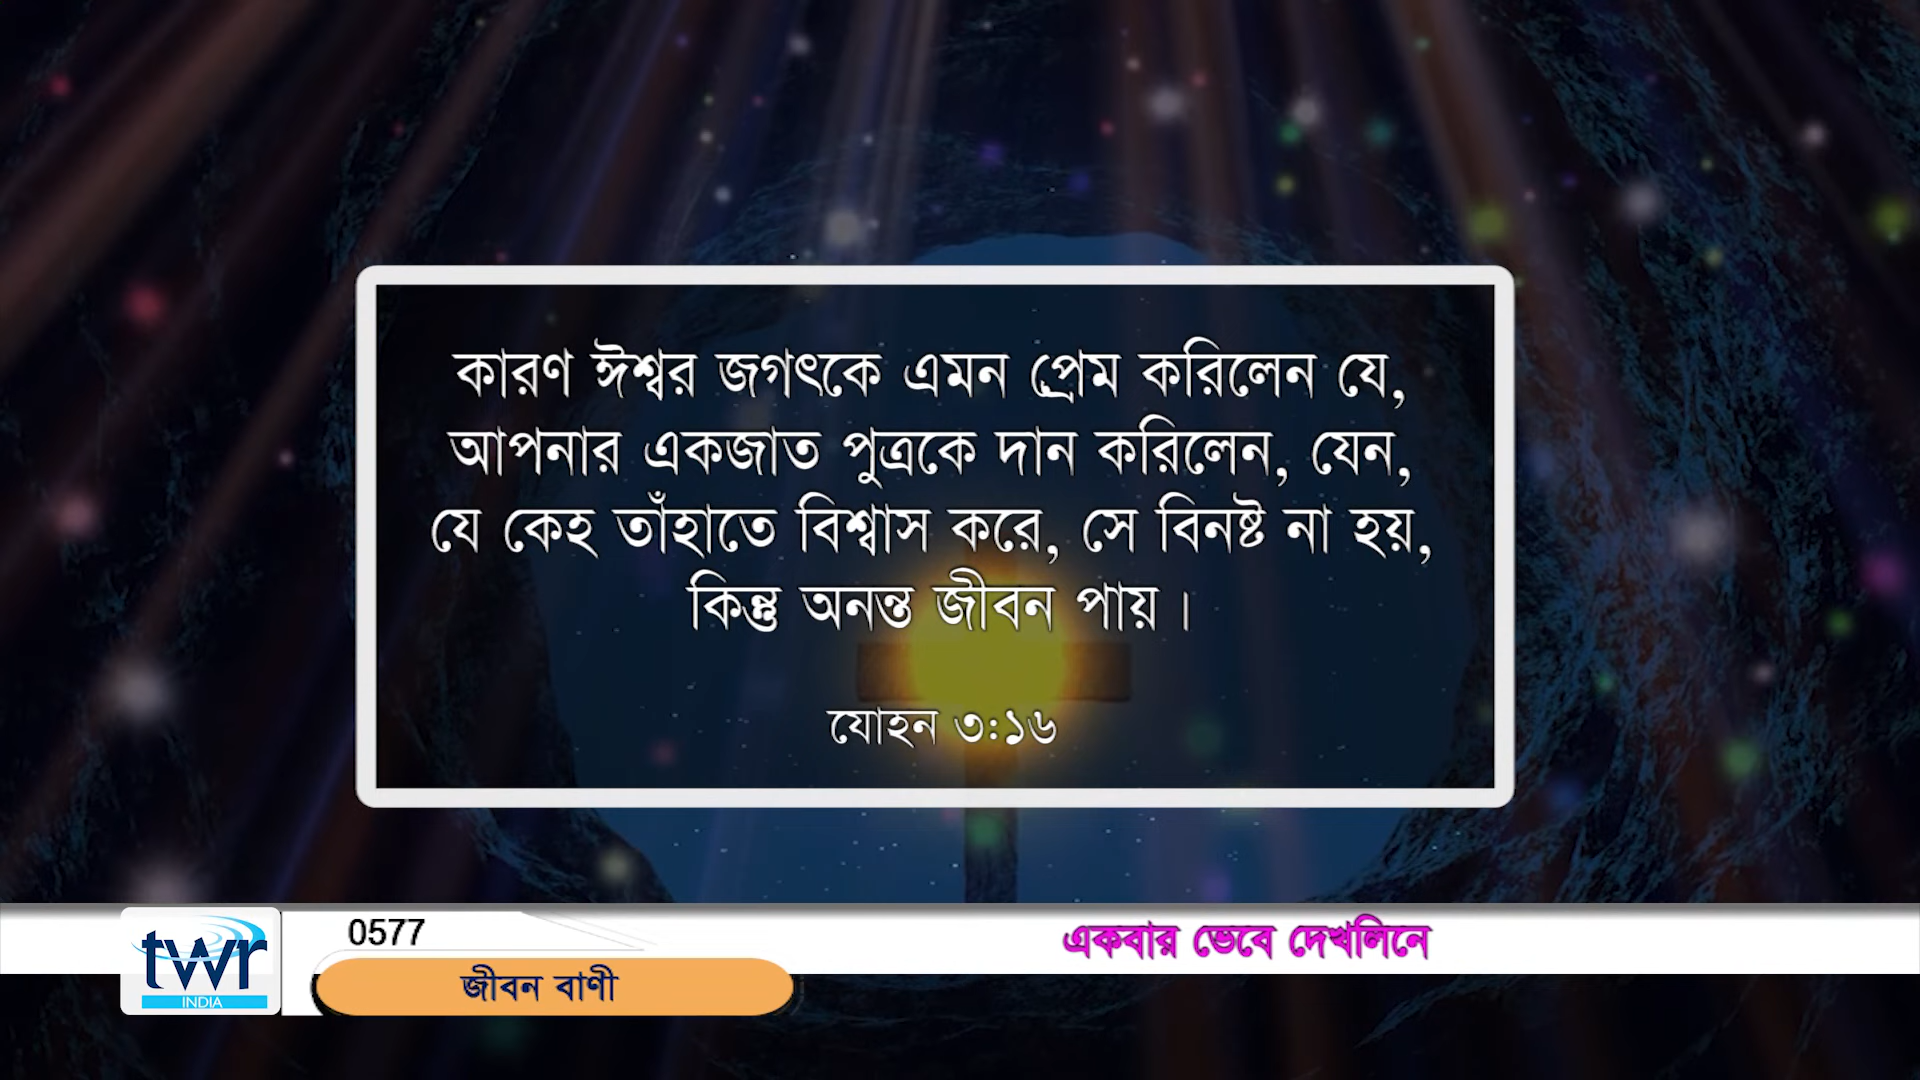 কারণ ঈশ্বর জগৎকে এমন প্রেম করিলেন যে,
আপনার একজাত পুত্রকে দান করিলেন, যেন,
যে কেহ তাঁহাতে বিশ্বাস করে, সে বিনষ্ট না হয়,
কিন্তু অনন্ত জীবন পায়।
যোহন ৩:১৬
0577
একবার ভেবে দেখলিনে
twr
INDIA
জীবন বাণী